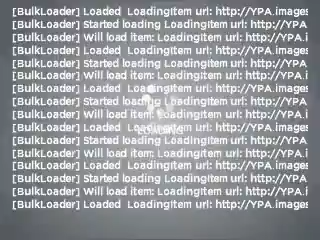 [BulkLoader] Loaded LoadingItem url: http://YPA.images
[BulkLoader] Started loading LoadingItem url: http://YPA
[BulkLoader] Will load item: LoadingItem url: http://YPA.i
[BulkLoader] Loaded LoadingItem url: http://YPA.images
[BulkLoader] Started loading LoadingItem url: http://YPA
[BulkLoader] Will load item: LoadingItem url: http://YPA.i
[BulkLoader] Loaded LoadingItem url: http://YPA.images
[BulkLoader] Started loading LoadingItem url: http://YPA
[BulkLoader] Will load item: LoadingItem url: http://YPA.i
[BulkLoader] Loaded LoadingItem url: http://YPA.images
LOADING
[BulkLoader] Started loading LoadingItem url: http://YPA
[BulkLoader] Will load item: LoadingItem url: http://YPA.i
[BulkLoader] Loaded LoadingItem url: http://YPA.images
[BulkLoader] Started loading LoadingItem url: http://YPA
[BulkLoader] Will load item: LoadingItem url: http://YPA.i
[BulkLoader] Loaded LoadingItem url: http://YPA.images